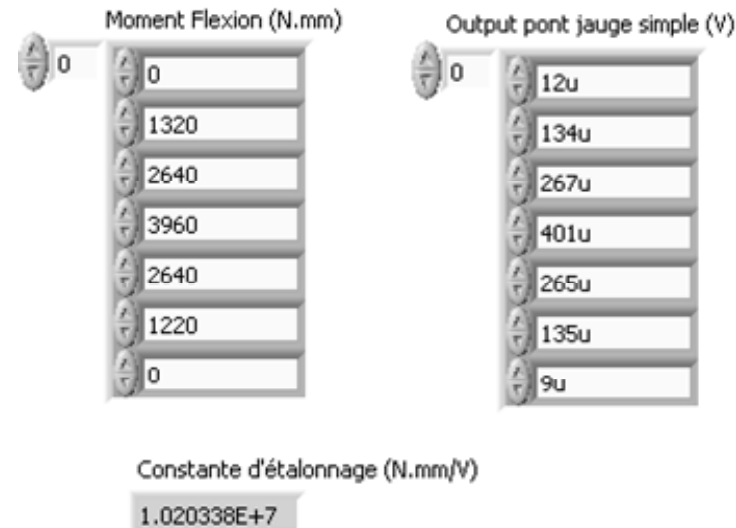 Moment Flexion (N.mm)
Output pont jauge simple (V)
0
0
1320
2640
3960
2640
1220
0
0
12u
134u
267u
401u
265u
135u
9u
Constante d'étalonnage (N.mm/V)
1.020338E+7